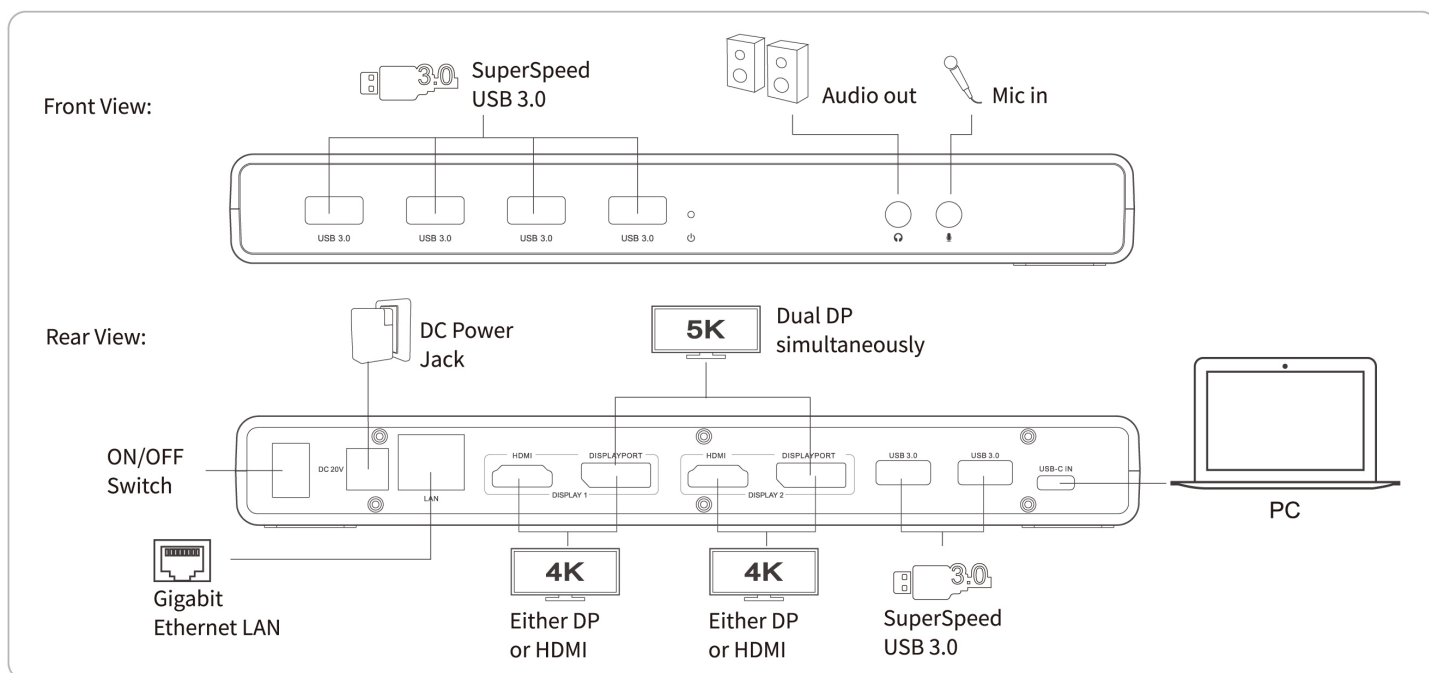 Front View:
3.0
SuperSpeed
USB 3.0
Audio out
Mic in
USB 3.0
USB 3.0
USB 3.0
USB 3.0
Rear View:
DC Power
Jack
5K
Dual DP
simultaneously
ON/OFF
Switch
DC 20V
LAN
HDMI
DISPLAYPORT
DISPLAY 1
HDMI
DISPLAYPORT
DISPLAY 2
USB 3.0
USB 3.0
USB-C IN
PC
Gigabit
Ethernet LAN
4K
Either DP
or HDMI
4K
Either DP
or HDMI
3.0
SuperSpeed
USB 3.0